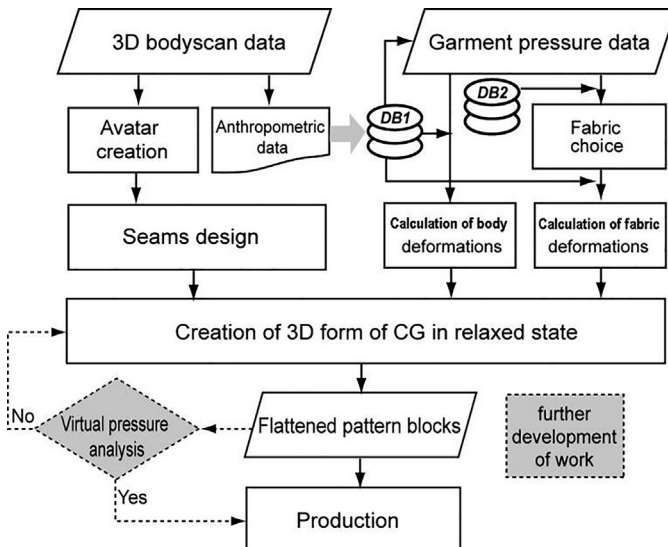 3D bodyscan data
Garment pressure data
DB2
DB1
Avatar
creation
Anthropometric
data
Fabric
choice
Seams design
Calculation of body
deformations
Calculation of fabric
deformations
Creation of 3D form of CG in relaxed state
No
Virtual pressure
analysis
Flattened pattern blocks
further
development
of work
Yes
Production